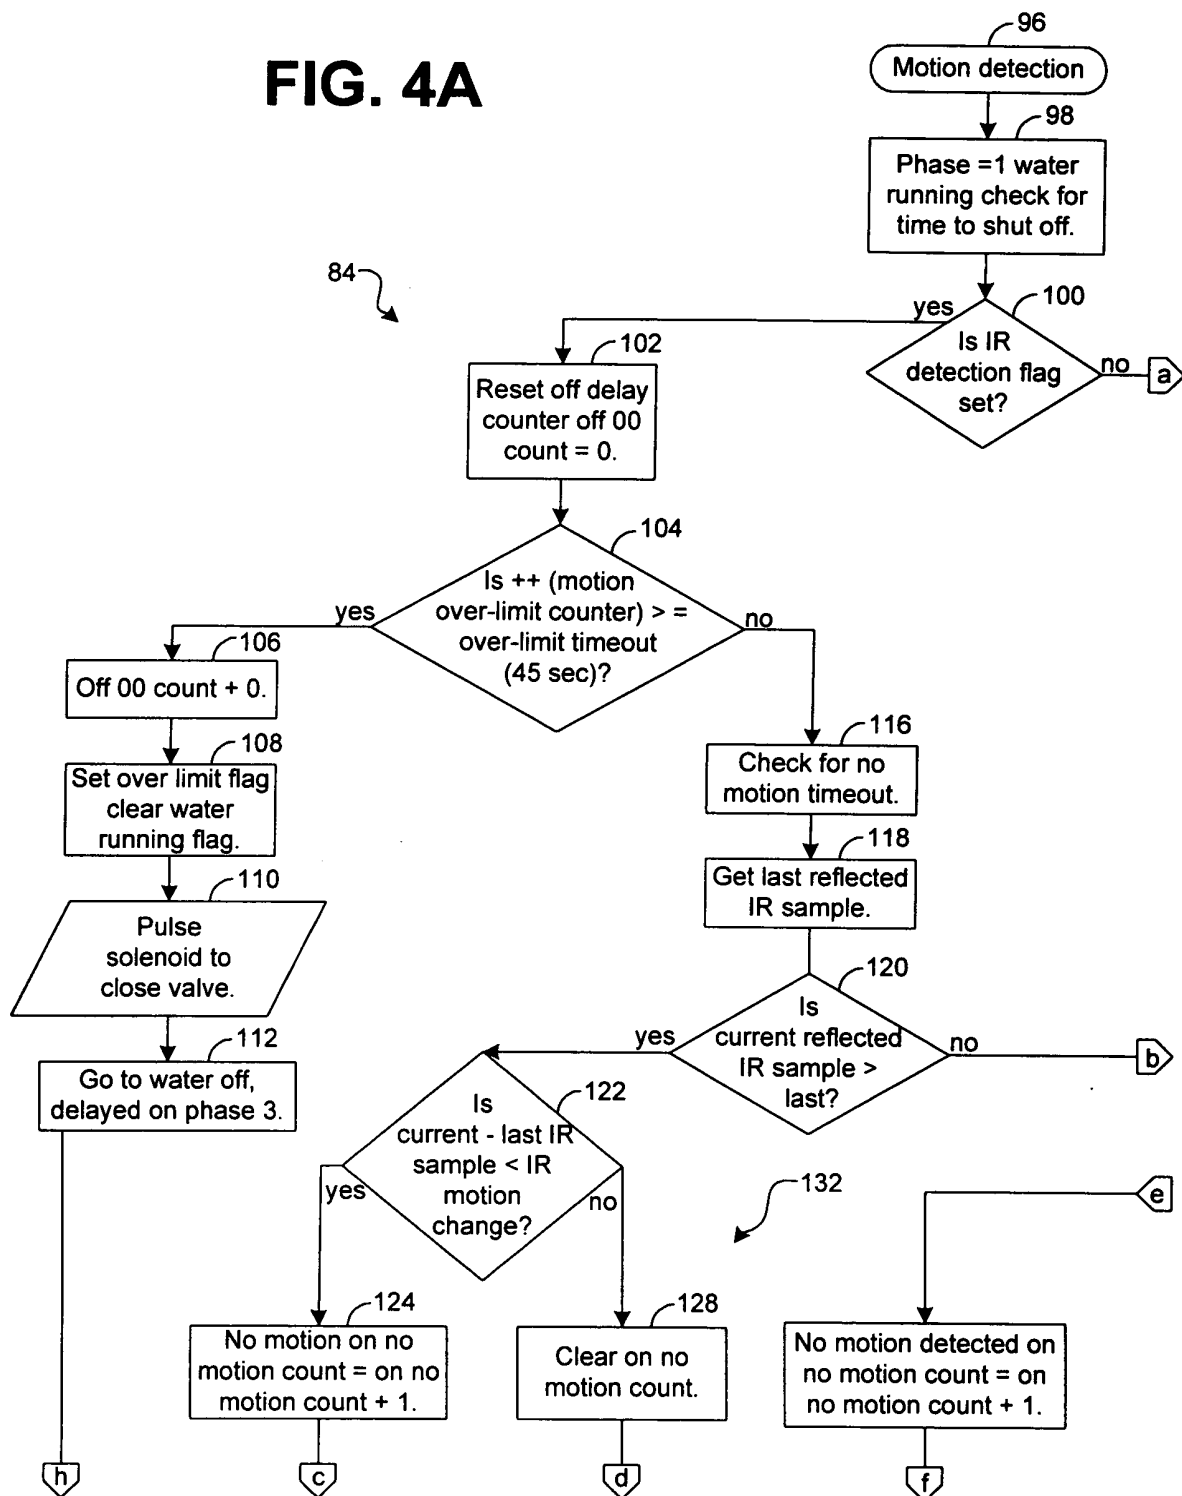 FIG. 4A
96
Motion detection
98
Phase =1 water
running check for
time to shut off.
84
100
yes
Is IR
detection flag
set?
no
a
102
Reset off delay
counter off 00
count = 0.
104
Is ++ (motion
over-limit counter) > =
over-limit timeout
(45 sec)?
yes
no
106
Off 00 count + 0.
108
Set over limit flag
clear water
running flag.
110
Pulse
solenoid to
close valve.
112
Go to water off,
delayed on phase 3.
116
Check for no
motion timeout.
118
Get last reflected
IR sample.
120
Is
current reflected
IR sample >
last?
yes
no
b
122
Is
current - last IR
sample < IR
motion
change?
yes
no
132
e
124
No motion on no
motion count = on no
motion count + 1.
128
Clear on no
motion count.
No motion detected on
no motion count = on
no motion count + 1.
h
c
d
f